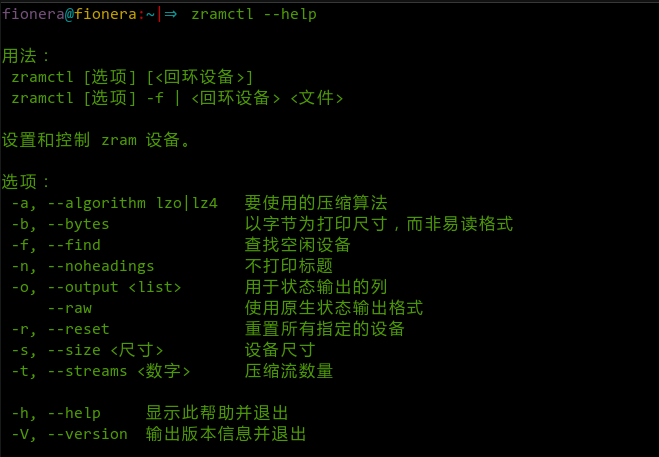 fionera@fionera:~|⇒  zramctl --help
用法：
 zramctl [选项] [<回环设备>]
 zramctl [选项] -f | <回环设备> <文件>
设置和控制 zram 设备。
选项：
 -a, --algorithm lzo|lz4   要使用的压缩算法
 -b, --bytes               以字节为打印尺寸，而非易读格式
 -f, --find                查找空闲设备
 -n, --noheadings          不打印标题
 -o, --output <list>       用于状态输出的列
     --raw                 使用原生状态输出格式
 -r, --reset               重置所有指定的设备
 -s, --size <尺寸>         设备尺寸
 -t, --streams <数字>      压缩流数量
 -h, --help     显示此帮助并退出
 -V, --version  输出版本信息并退出